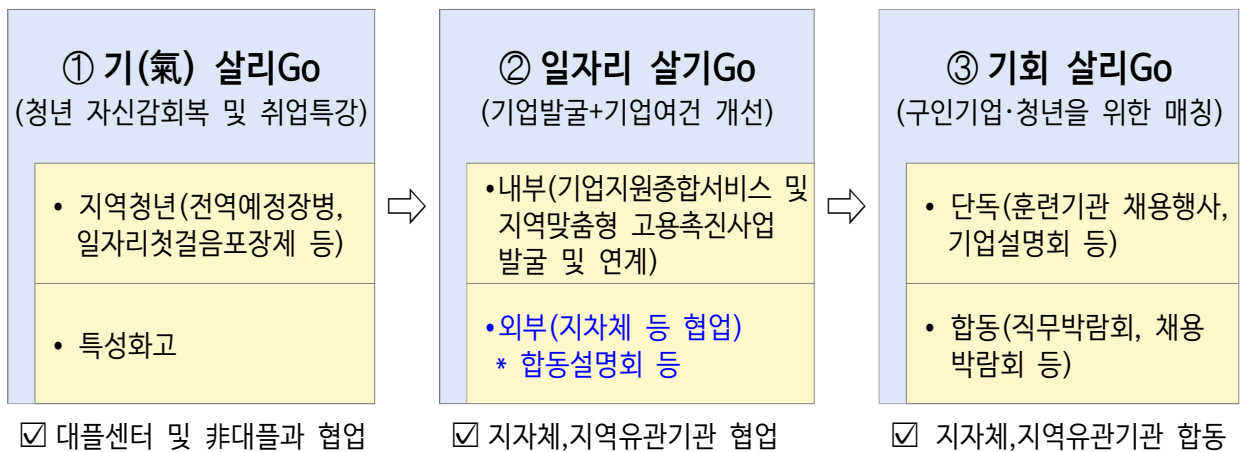 ① 기(氣) 살리Go
(청년 자신감회복 및 취업특강)
• 지역청년(전역예정장병,
일자리첫걸음포장제 등)
• 특성화고
☑ 대플센터 및 非대플과 협업
② 일자리 살기Go
(기업발굴+기업여건 개선)
•내부(기업지원종합서비스 및
지역맞춤형 고용촉진사업
발굴 및 연계)
•외부(지차체 등 협업)
* 합동설명회 등
☑ 지자체,지역유관기관 협업
③ 기회 살리Go
(구인기업·청년을 위한 매칭)
• 단독(훈련기관 채용행사,
기업설명회 등)
• 합동(직무박람회, 채용
박람회 등)
☑ 지자체,지역유관기관 합동